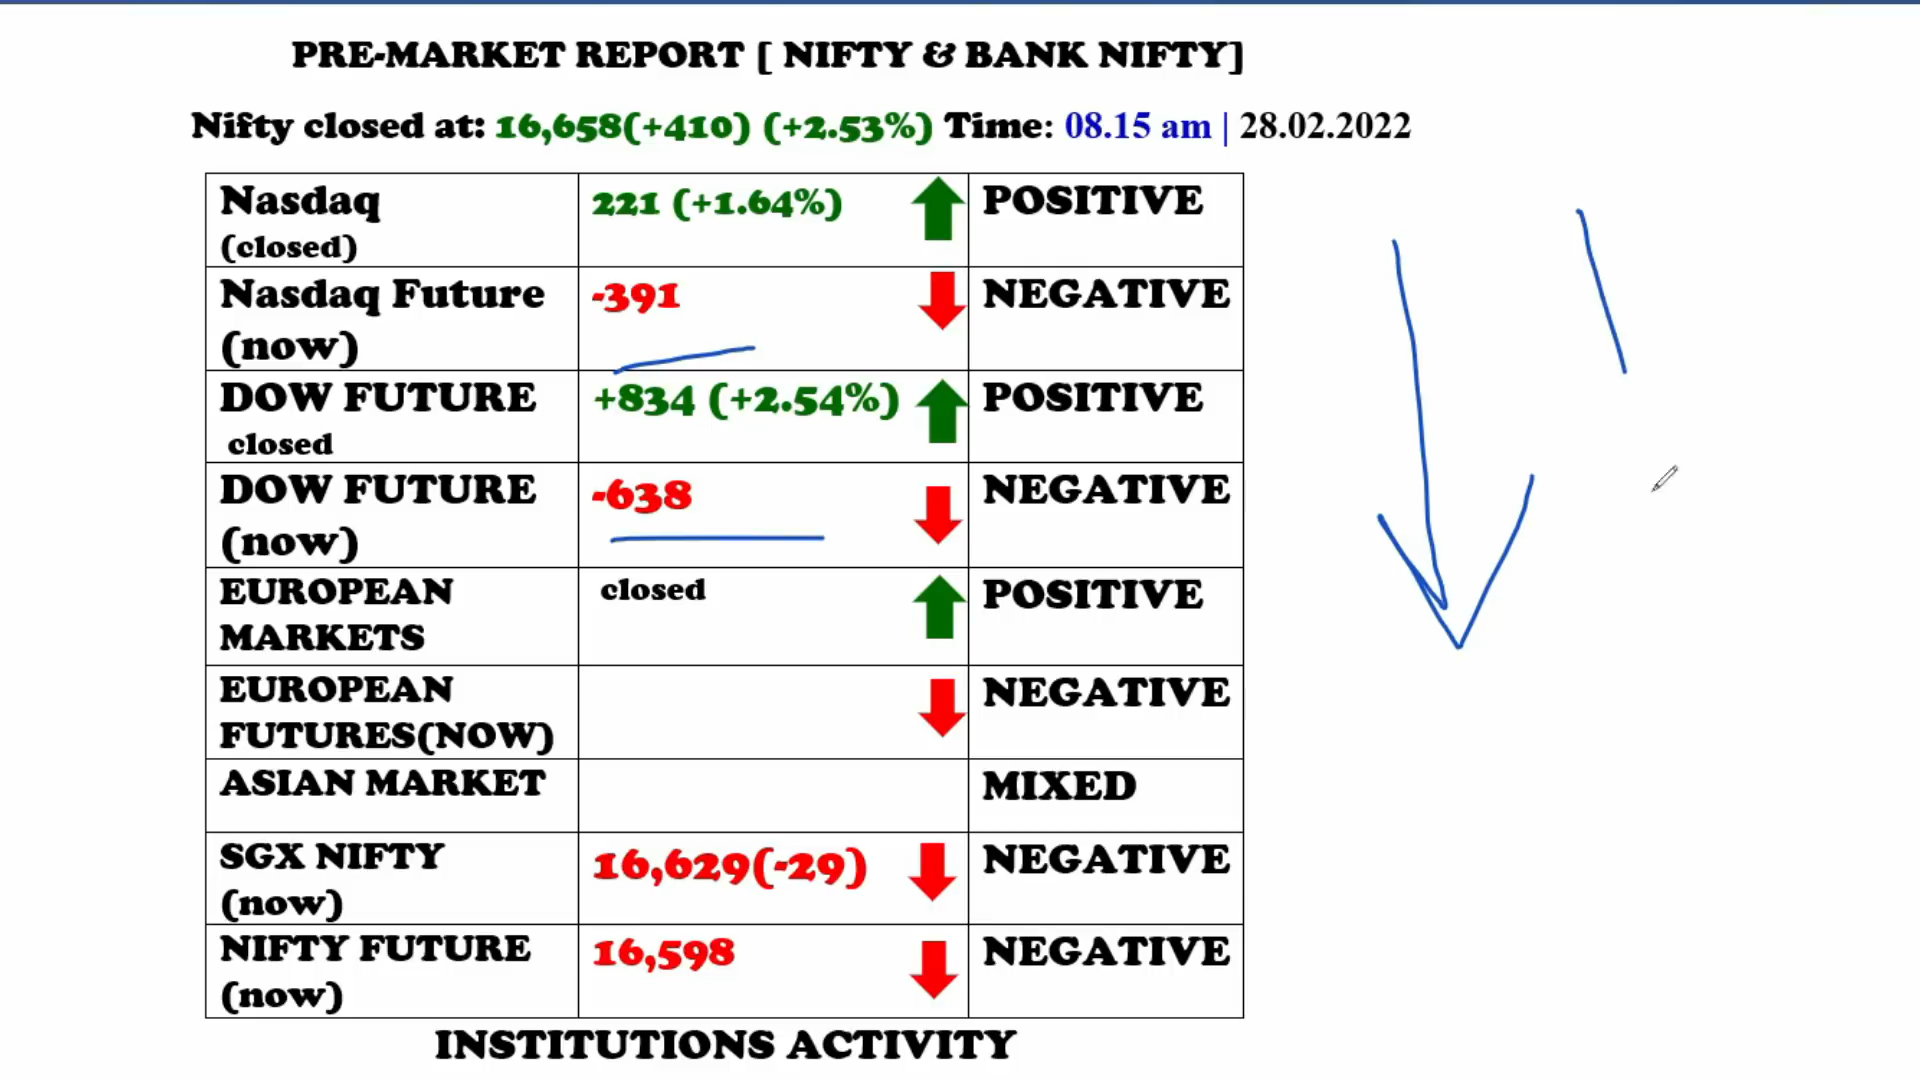 PRE-MARKET REPORT [ NIFTY & BANK NIFTY]
Nifty closed at: 16,658(+410) (+2.53%) Time: 08.15 am | 28.02.2022
Nasdaq 221 (+1.64%) POSITIVE
(closed)
Nasdaq Future -391 NEGATIVE
(now)
DOW FUTURE +834 (+2.54%) POSITIVE
closed
DOW FUTURE -638 NEGATIVE
(now)
EUROPEAN closed POSITIVE
MARKETS
EUROPEAN NEGATIVE
FUTURES(NOW)
ASIAN MARKET MIXED
SGX NIFTY 16,629(-29) NEGATIVE
(now)
NIFTY FUTURE 16,598 NEGATIVE
(now)
INSTITUTIONS ACTIVITY